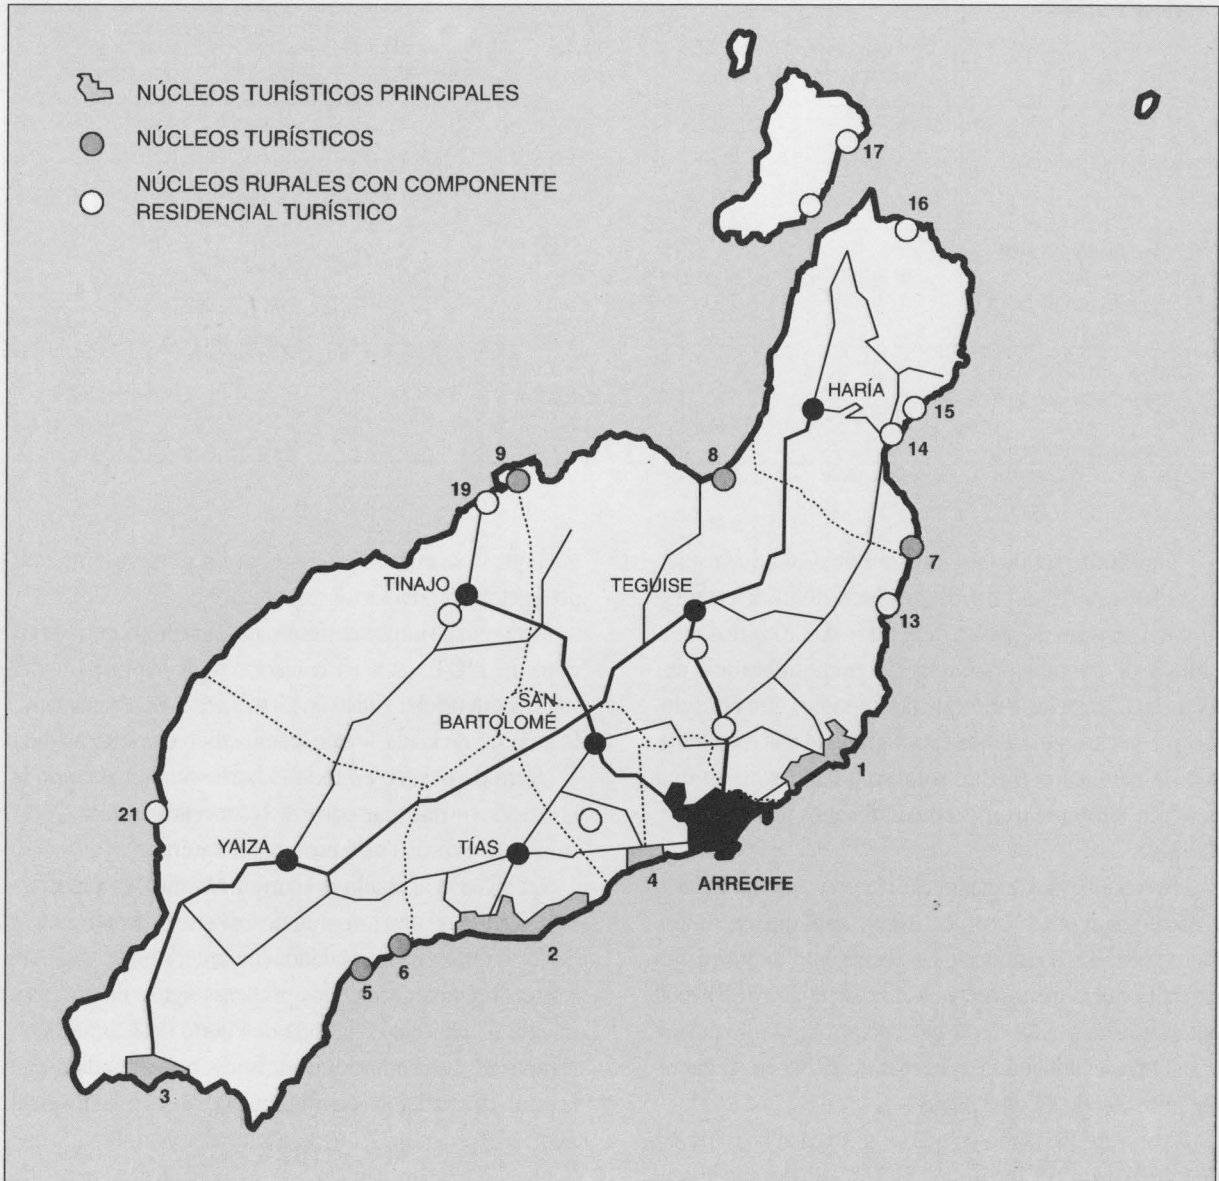 NÚCLEOS TURÍSTICOS PRINCIPALES
NÚCLEOS TURÍSTICOS
NÚCLEOS RURALES CON COMPONENTE
RESIDENCIAL TURÍSTICO
17
16
HARÍA
15
14
9
8
19
7
TINAJO
TEGUISE
13
SAN
BARTOLOMÉ
1
21
YAIZA
TÍAS
4
ARRECIFE
2
6
5
3